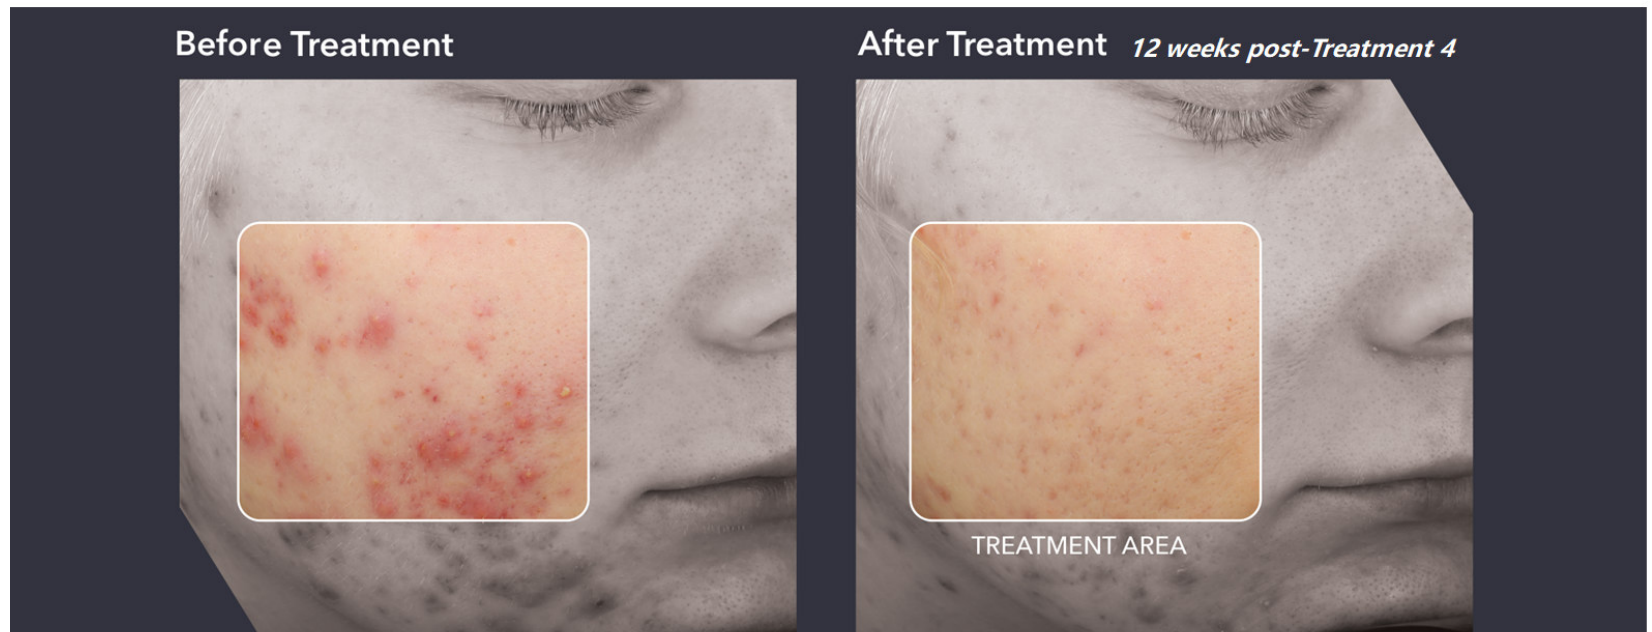 Before Treatment
After Treatment 12 weeks post-Treatment 4
TREATMENT AREA